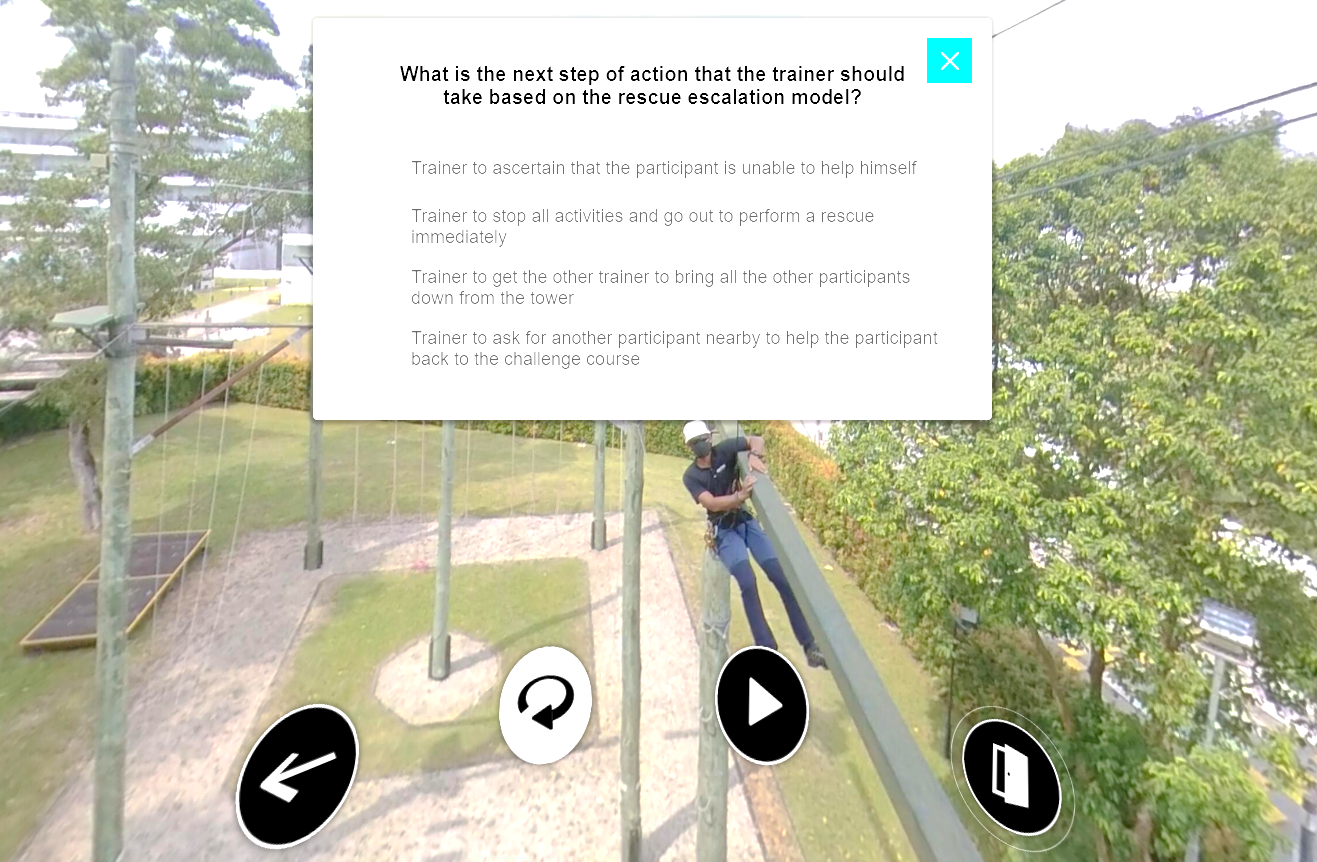 What is the next step of action that the trainer should
take based on the rescue escalation model?
Trainer to ascertain that the participant is unable to help himself
Trainer to stop all activities and go out to perform a rescue
immediately
Trainer to get the other trainer to bring all the other participants
down from the tower
Trainer to ask for another participant nearby to help the participant
back to the challenge course